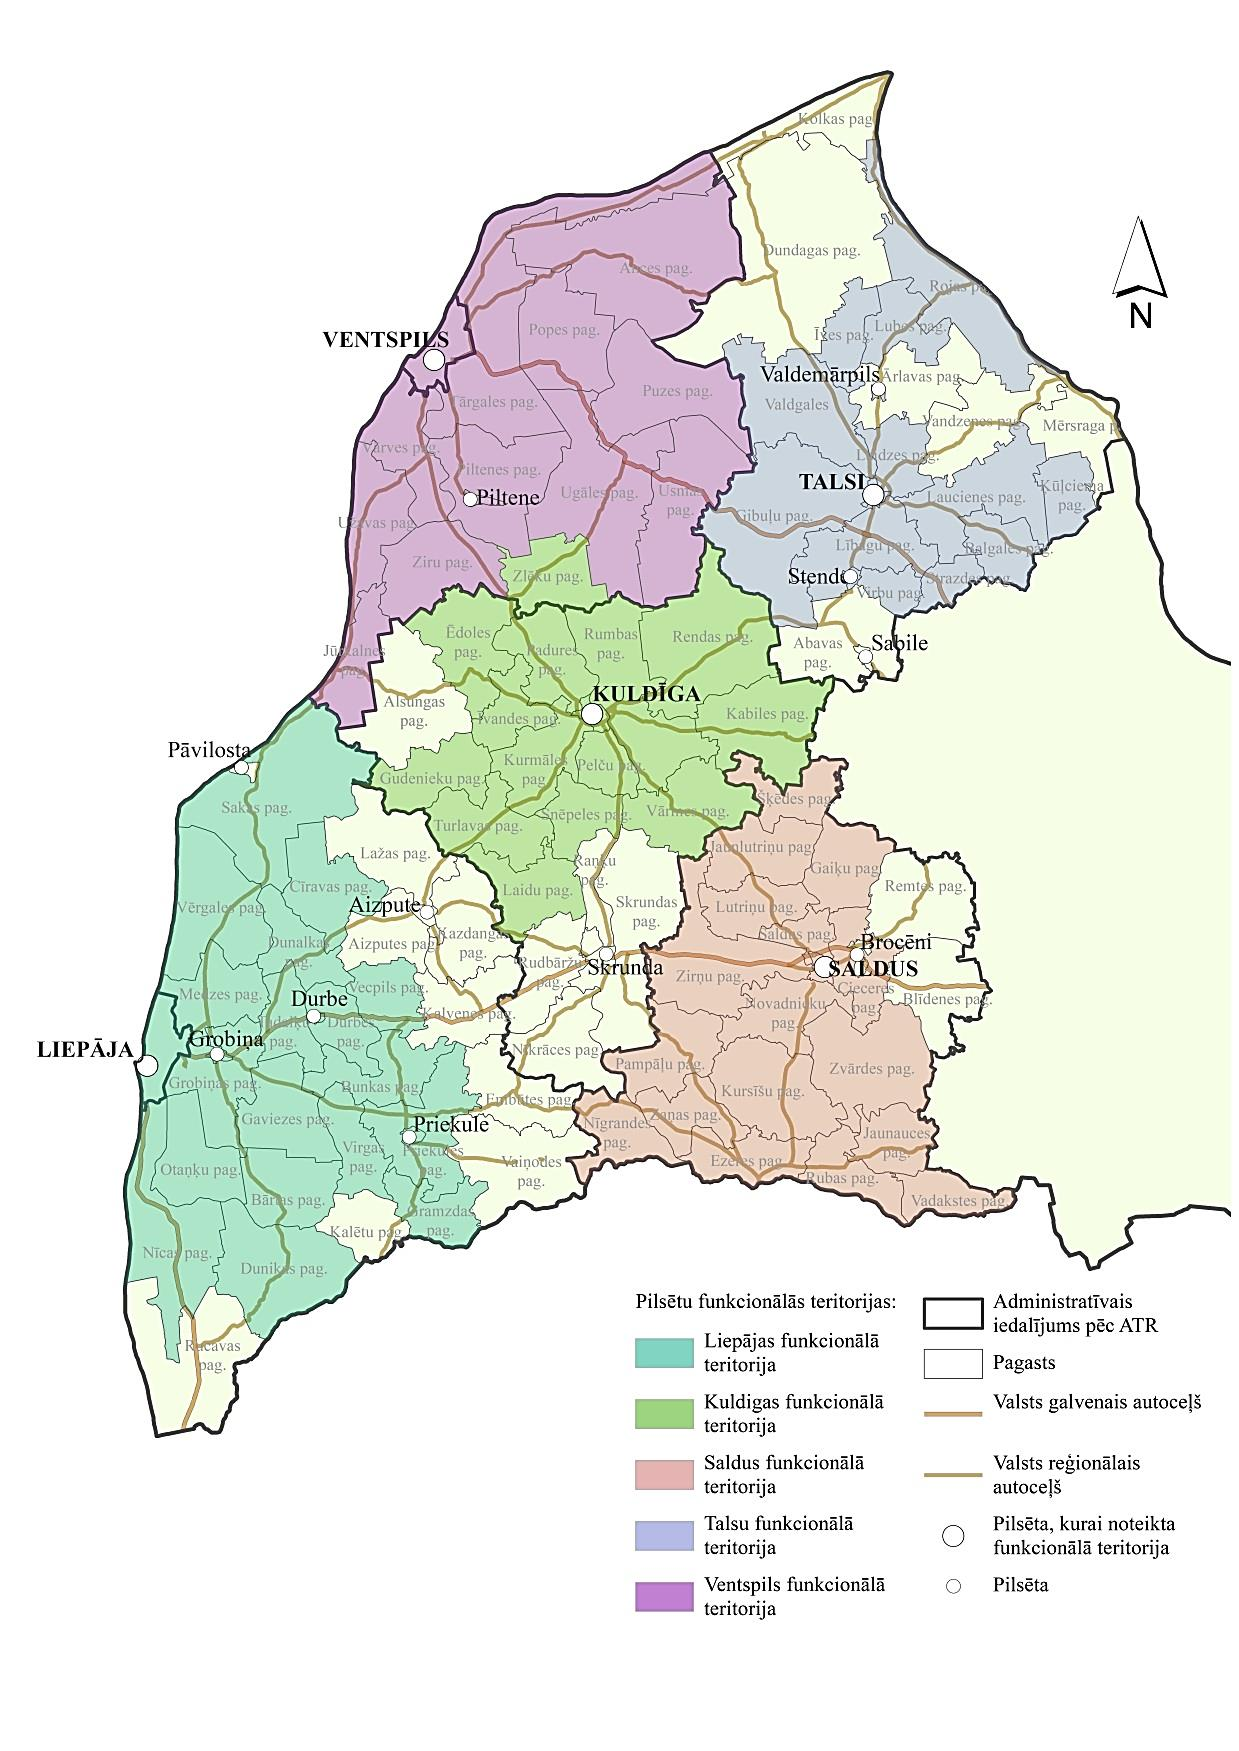 Kolkas pag.
Dundagas pag.
Ances pag.
Rojas pag.
Popes pag.
Īves pag.
Lubes pag.
VENTSPILS
Valdemārpils
Ārlavas pag.
Puzes pag.
Tārgales pag.
Valdgales
Vandzenes pag.
Mērsraga p
Vārves pag.
Laidzes pag.
Piltenes pag.
TALSI
Piltene
Ugāles pag.
Usmas
pag.
Laucienes pag.
Kūļciema
pag.
Užavas pag.
Ģibuļu pag.
Lībagu pag.
Balgales pag.
Ziru pag.
Zlēku pag.
Stende
Strazdes pag.
Virbu pag.
Ēdoles
pag.
Rumbas
pag.
Rendas pag.
Abavas
pag.
Sabile
Jūrkalnes
pag.
Padures
pag.
KULDĪGA
Alsungas
pag.
Īvandes pag.
Kabiles pag.
Pāvilosta
Kurmāles
pag.
Pelču pag.
Gudenieku pag.
Sakas pag.
Šķēdes pag.
Turlavas pag.
Snēpeles pag.
Vārmes pag.
Lažas pag.
Raņķu
pag.
Jaunlutriņu pag.
Gaiķu pag.
Cīravas pag.
Laidu pag.
Remtes pag.
Vērgales pag.
Aizpute
Skrundas
pag.
Lutriņu pag.
Dunalkas
pag.
Aizputes pag.
Kazdangas
pag.
Saldus pag.
Brocēni
Rudbāržu
pag.
Skrunda
Zirņu pag.
SALDUS
Medzes pag.
Durbe
Vecpils pag.
Cieceres
pag.
Blīdenes pag.
Tadaiķu
pag.
Durbes
pag.
Kalvenes pag.
Novadnieku
pag.
LIEPĀJA
Grobiņa
Nīkrāces pag.
Pampāļu pag.
Zvārdes pag.
Grobiņas pag.
Bunkas pag.
Kursīšu pag.
Gaviezes pag.
Embūtes pag.
Nīgrandes
pag.
Zaņas pag.
Priekule
Jaunauces
pag.
Otaņķu pag.
Virgas
pag.
Priekules
pag.
Vaiņodes
pag.
Ezeres pag.
Rubas pag.
Bārtas pag.
Vadakstes pag.
Kalētu pag.
Gramzdas
pag.
Nīcas pag.
Dunikas pag.
Rucavas
pag.
N
Pilsētu funkcionālās teritorijas:
Liepājas funkcionālā
teritorija
Kuldigas funkcionālā
teritorija
Saldus funkcionālā
teritorija
Talsu funkcionālā
teritorija
Ventspils funkcionālā
teritorija
Administratīvais
iedalījums pēc ATR
Pagasts
Valsts galvenais autoceļš
Valsts reģionālais
autoceļš
Pilsēta, kurai noteikta
funkcionālā teritorija
Pilsēta